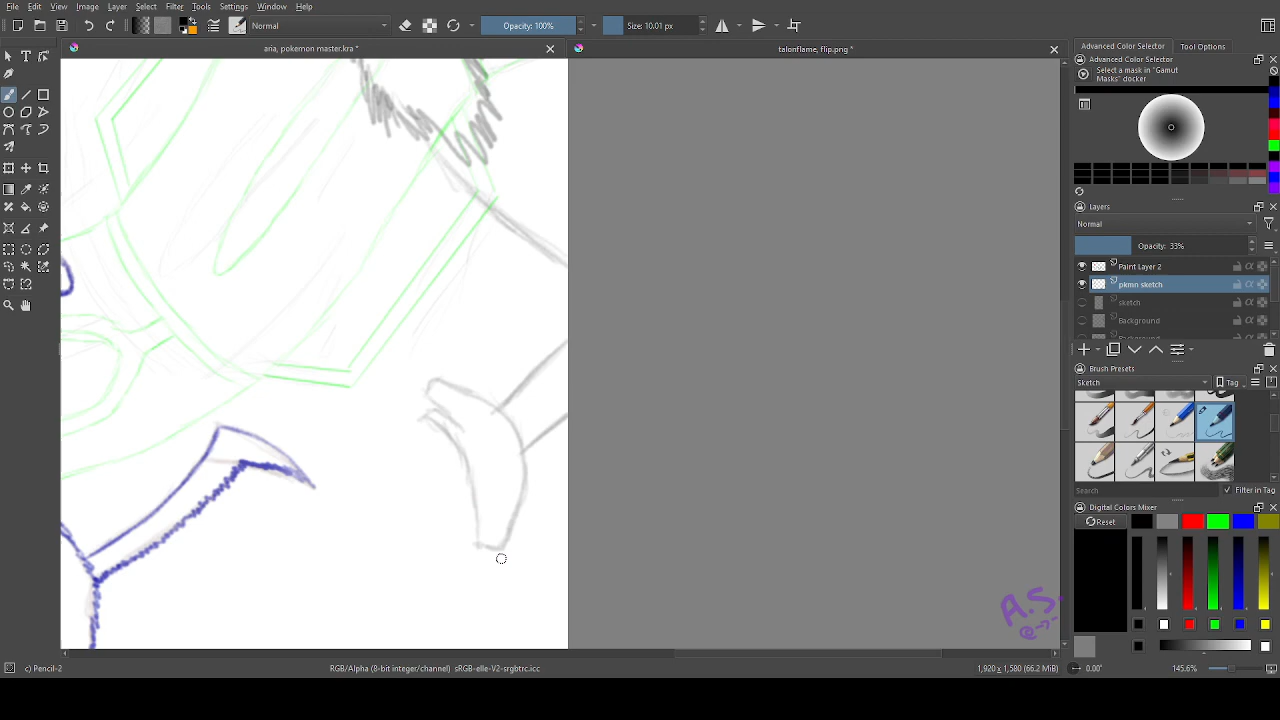 File Edit View Image Layer Select Filter Tools Settings Window Help
Normal Opacity: 100% Size: 10.01 px
aria, pokemon master.kra * talonflame_flip.png *
Advanced Color Selector Tool Options
Advanced Color Selector
Select a mask in "Gamut
Masks" docker
Layers
Normal
Opacity: 33%
Paint Layer 2
pkmn sketch
sketch
Background
Background
Brush Presets
Sketch Tag
Search Filter in Tag
Digital Colors Mixer
Reset
A.S.
c) Pencil-2 RGB/Alpha (8-bit integer/channel) sRGB-elle-V2-srgbtrc.icc 1,920 x 1,580 (66.2 MiB) 0.00° 145.6%